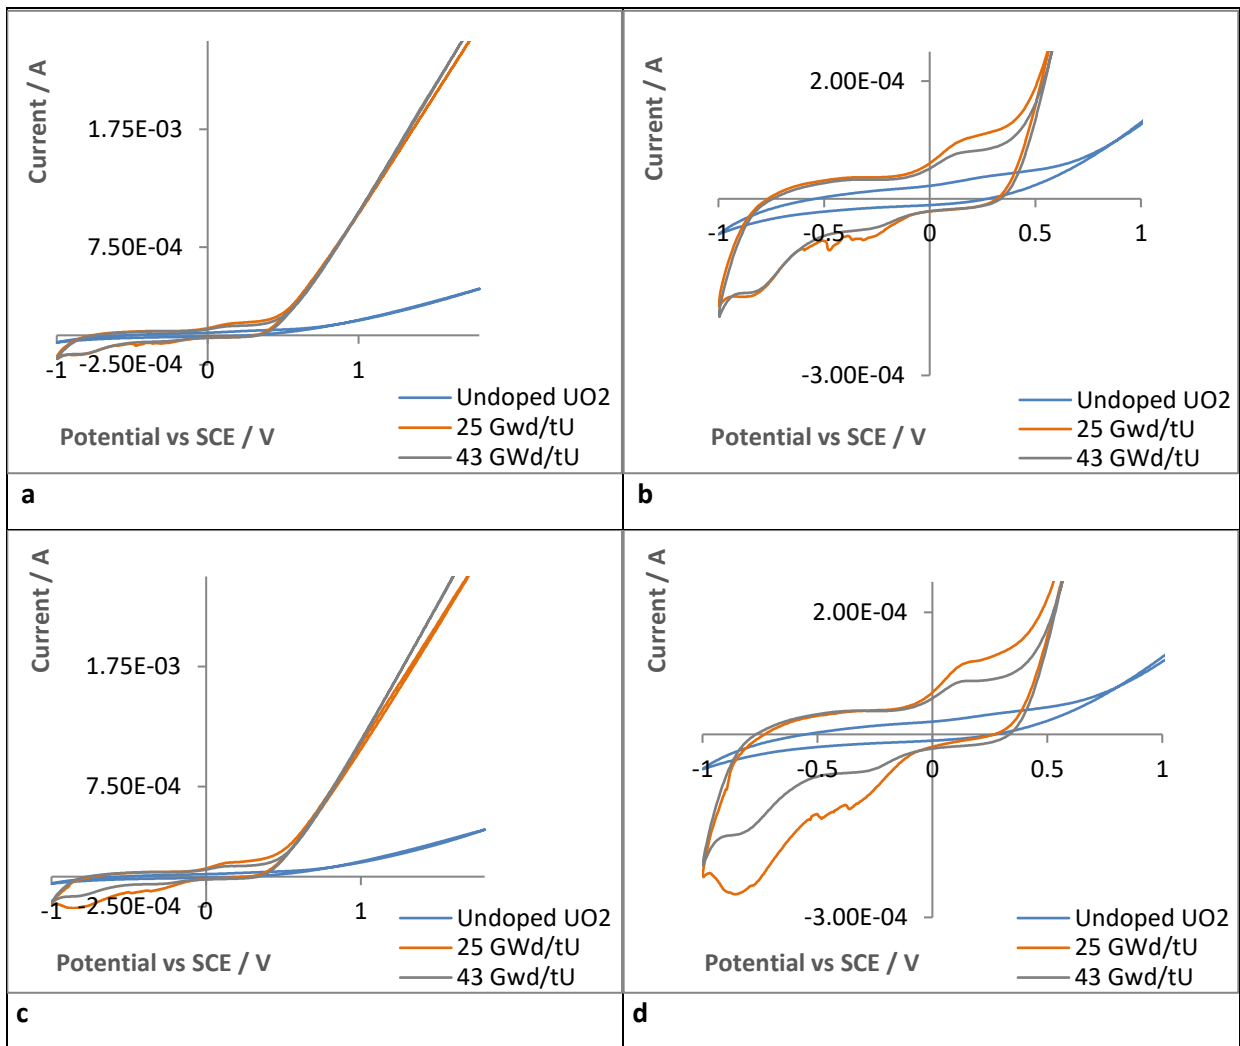 Current / A
1.75E-03
7.50E-04
-2.50E-04
-1
0
1
Potential vs SCE / V
Undoped UO2
25 Gwd/tU
43 GWd/tU
a
Current / A
2.00E-04
-1
-0.5
0
0.5
1
-3.00E-04
Potential vs SCE / V
Undoped UO2
25 Gwd/tU
43 GWd/tU
b
Current / A
1.75E-03
7.50E-04
-2.50E-04
-1
0
1
Potential vs SCE / V
Undoped UO2
25 GWd/tU
43 Gwd/tU
c
Current / A
2.00E-04
-1
-0.5
0
0.5
1
-3.00E-04
Potential vs SCE / V
Undoped UO2
25 GWd/tU
43 Gwd/tU
d